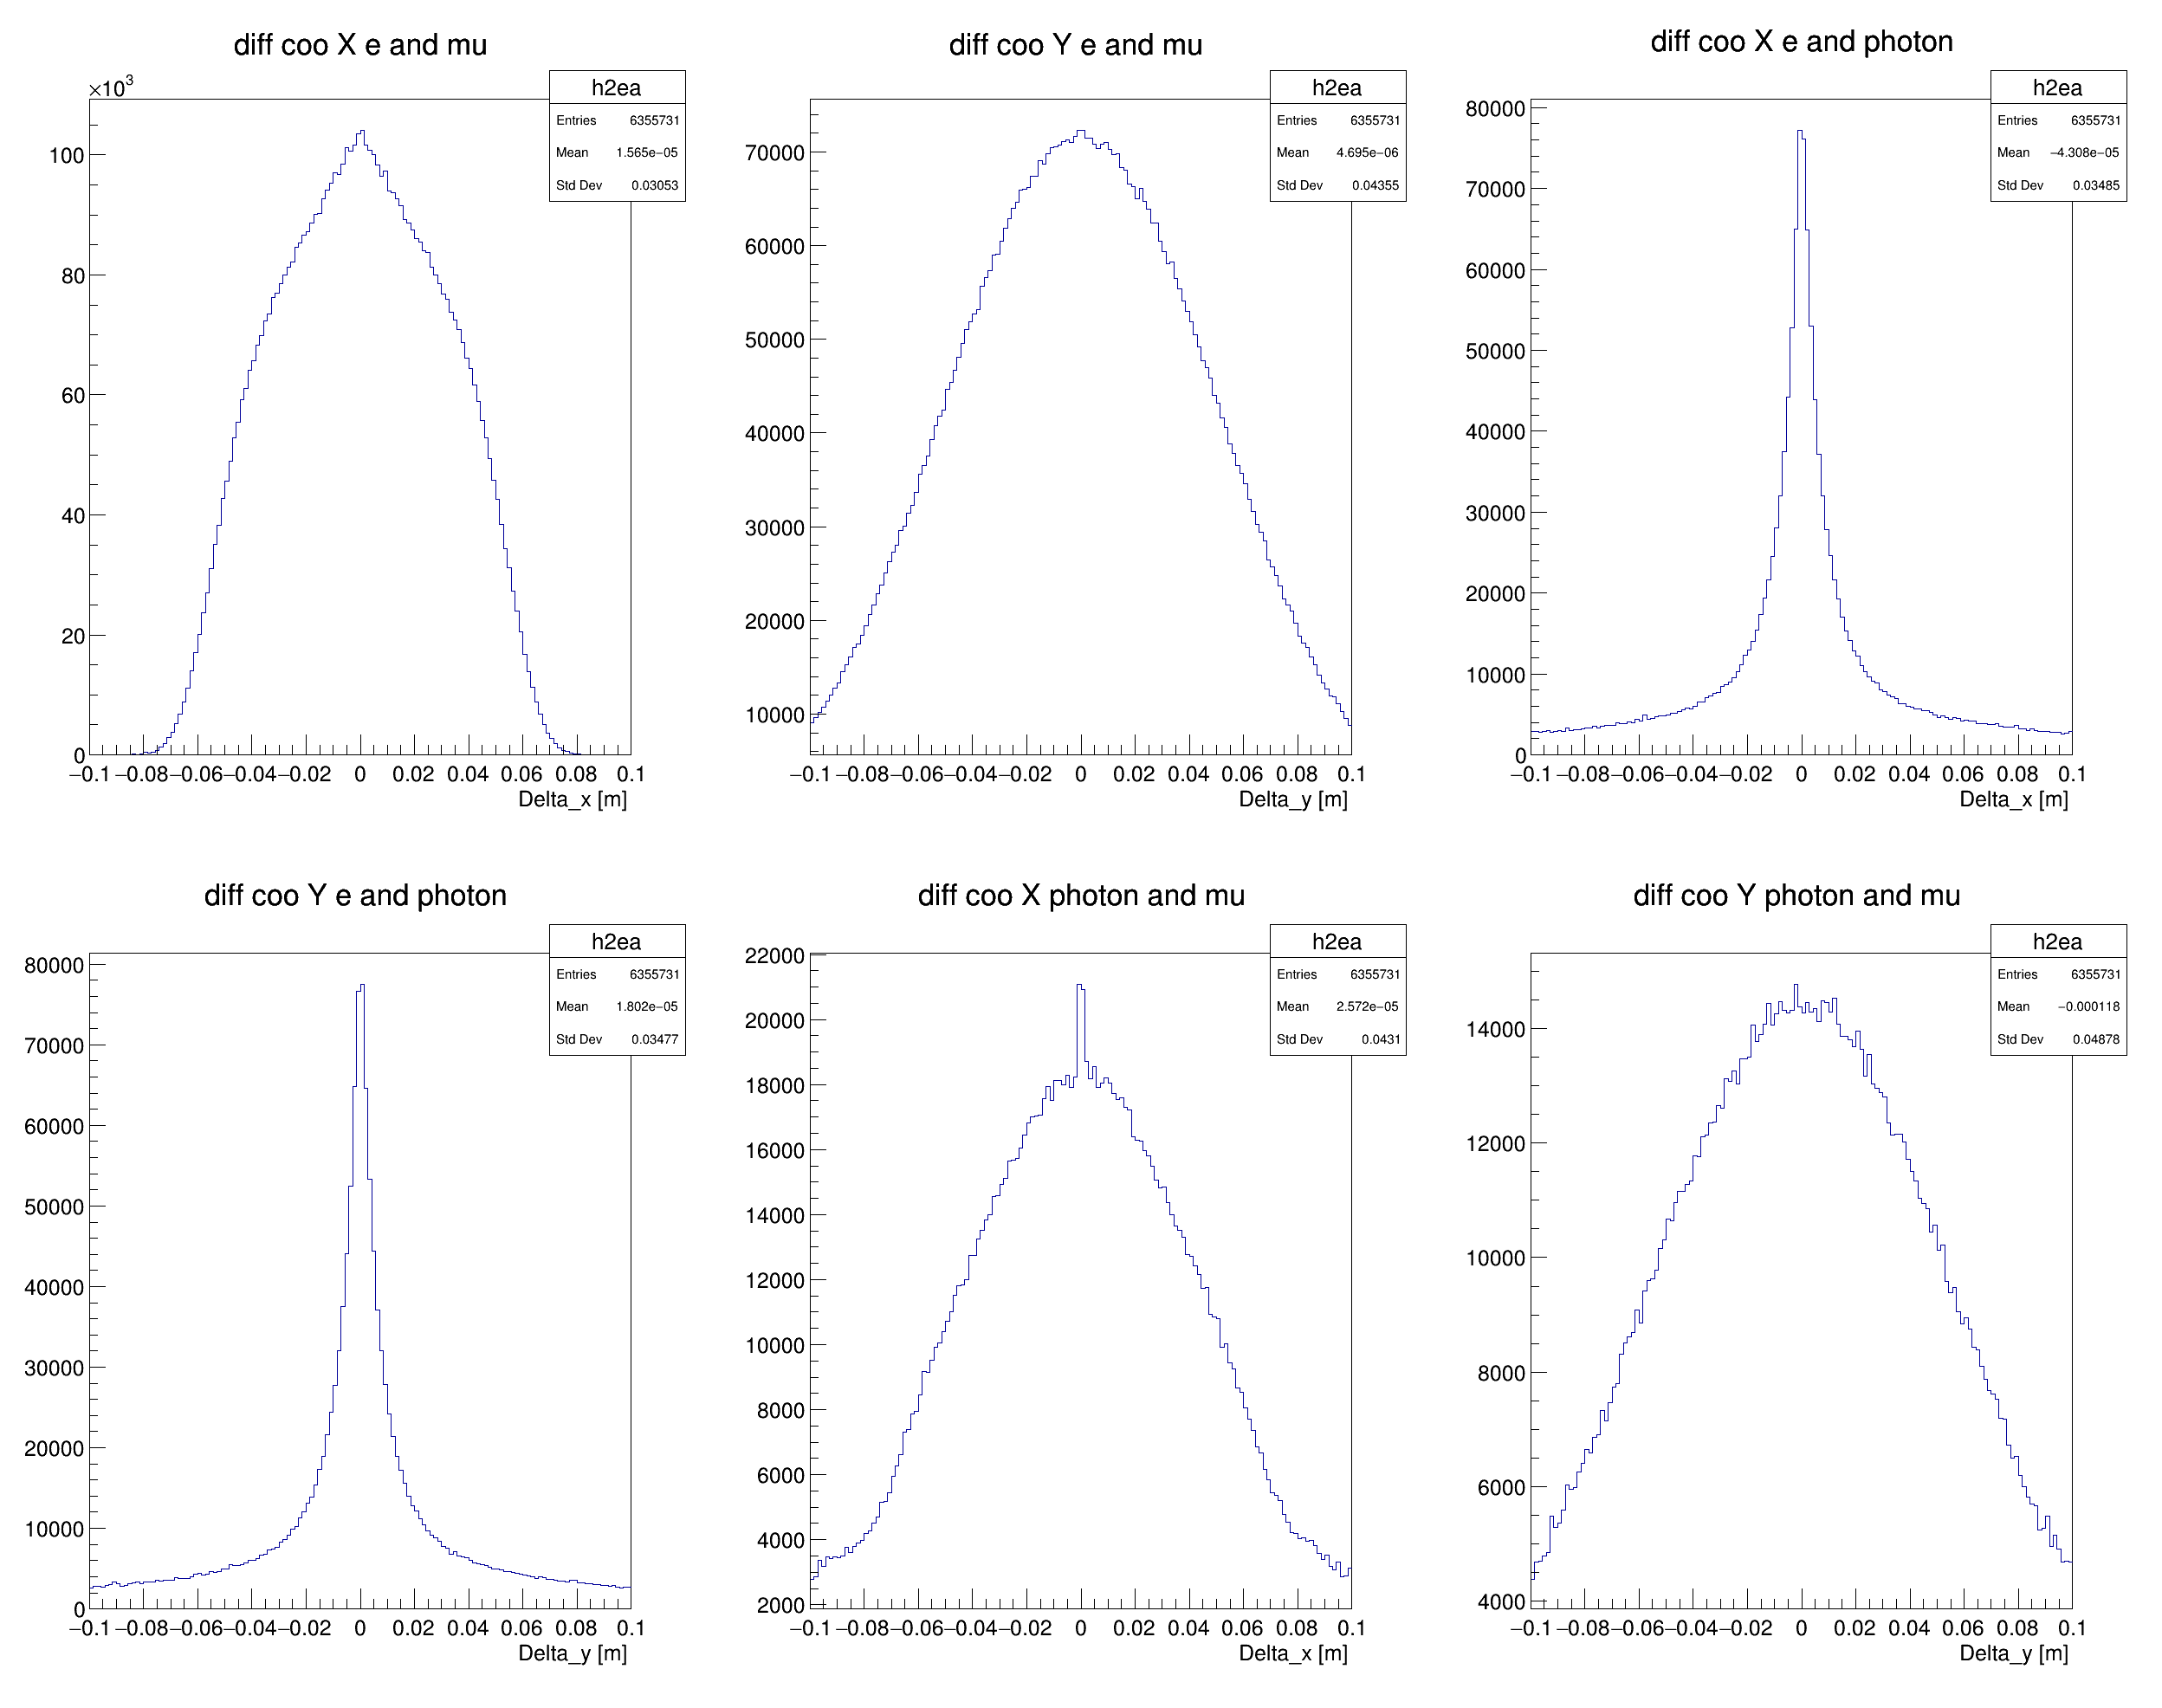 diff coo X e and mu
×10³
h2ea
Entries 6355731
Mean 1.565e−05
Std Dev 0.03053
100
80
60
40
20
0
−0.1 −0.08 −0.06 −0.04 −0.02 0 0.02 0.04 0.06 0.08 0.1
Delta_x [m]
diff coo Y e and mu
h2ea
Entries 6355731
Mean 4.695e−06
Std Dev 0.04355
70000
60000
50000
40000
30000
20000
10000
−0.1 −0.08 −0.06 −0.04 −0.02 0 0.02 0.04 0.06 0.08 0.1
Delta_y [m]
diff coo X e and photon
h2ea
Entries 6355731
Mean −4.308e−05
Std Dev 0.03485
80000
70000
60000
50000
40000
30000
20000
10000
0
−0.1 −0.08 −0.06 −0.04 −0.02 0 0.02 0.04 0.06 0.08 0.1
Delta_x [m]
diff coo Y e and photon
h2ea
Entries 6355731
Mean 1.802e−05
Std Dev 0.03477
80000
70000
60000
50000
40000
30000
20000
10000
0
−0.1 −0.08 −0.06 −0.04 −0.02 0 0.02 0.04 0.06 0.08 0.1
Delta_y [m]
diff coo X photon and mu
h2ea
Entries 6355731
Mean 2.572e−05
Std Dev 0.0431
22000
20000
18000
16000
14000
12000
10000
8000
6000
4000
2000
−0.1 −0.08 −0.06 −0.04 −0.02 0 0.02 0.04 0.06 0.08 0.1
Delta_x [m]
diff coo Y photon and mu
h2ea
Entries 6355731
Mean −0.000118
Std Dev 0.04878
14000
12000
10000
8000
6000
4000
−0.1 −0.08 −0.06 −0.04 −0.02 0 0.02 0.04 0.06 0.08 0.1
Delta_y [m]